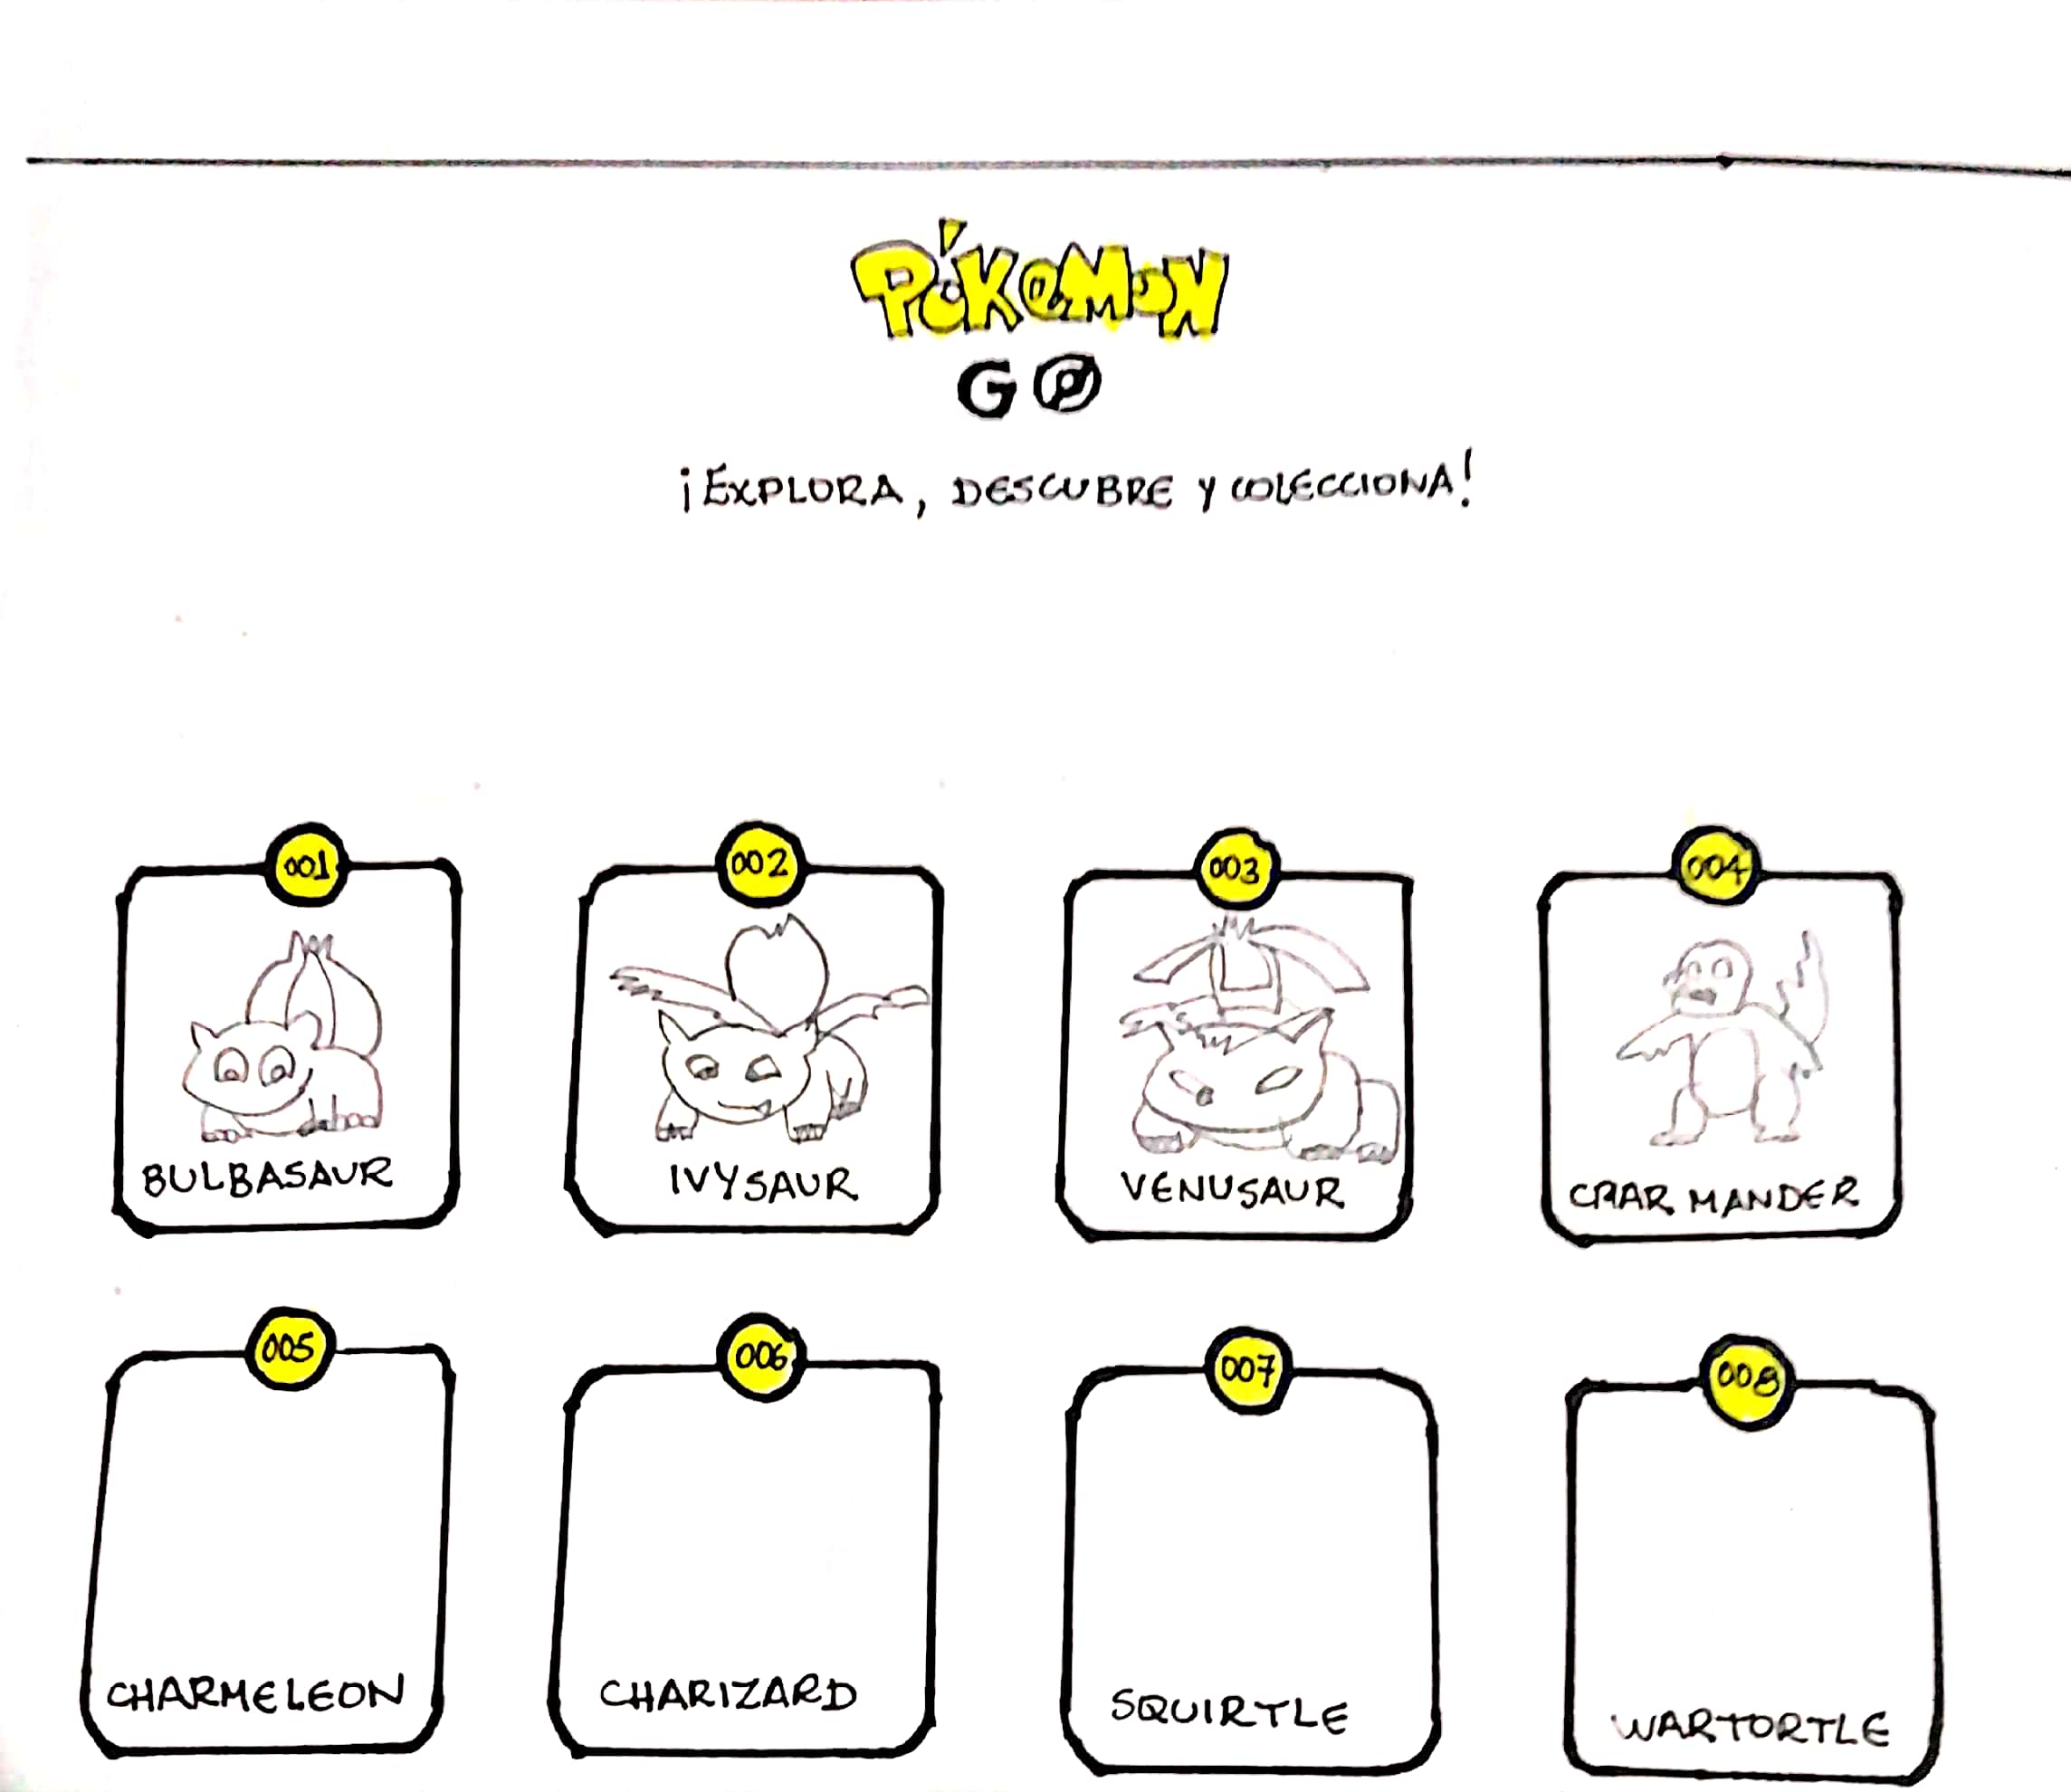 PÓKEMON
GO
¡EXPLORA, DESCUBRE Y COLECCIONA!
001 002 003 004
BULBASAUR IVYSAUR VENUSAUR CHAR MANDER
005 006 007 008
CHARMELEON CHARIZARD SQUIRTLE WARTORTLE